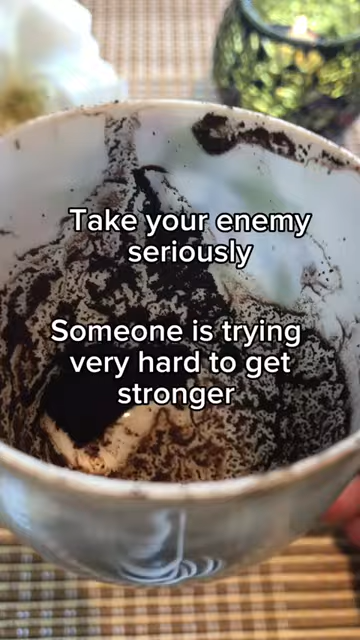 Take your enemy
seriously
Someone is trying
very hard to get
stronger